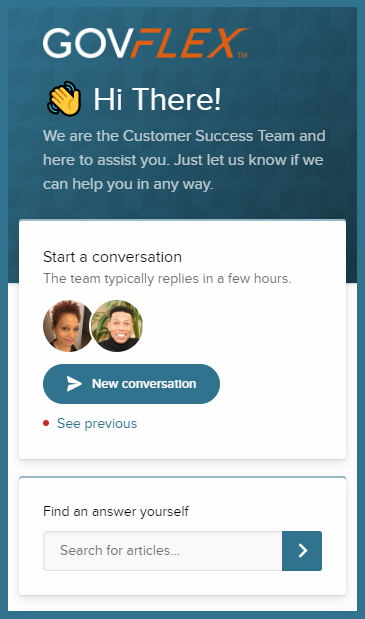 GOVFLEX™
👋 Hi There!
We are the Customer Success Team and
here to assist you. Just let us know if we
can help you in any way.
Start a conversation
The team typically replies in a few hours.
New conversation
See previous
Find an answer yourself
Search for articles...